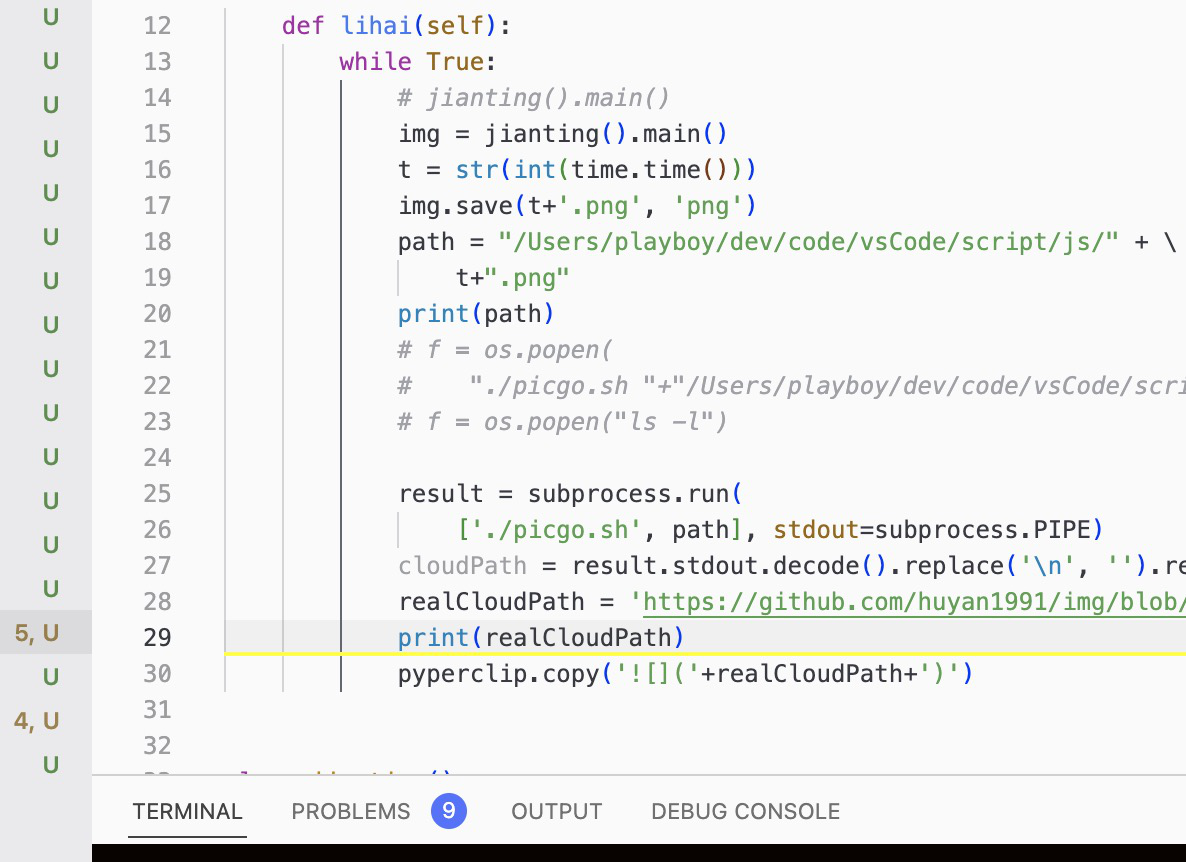 U
U
U
U
U
U
U
U
U
U
U
U
U
U
5, U
U
4, U
U
12 def lihai(self):
13 while True:
14 # jianting().main()
15 img = jianting().main()
16 t = str(int(time.time()))
17 img.save(t+'.png', 'png')
18 path = "/Users/playboy/dev/code/vsCode/script/js/" + \
19 t+".png"
20 print(path)
21 # f = os.popen(
22 #    "./picgo.sh "+"/Users/playboy/dev/code/vsCode/scri
23 # f = os.popen("ls -l")
24
25 result = subprocess.run(
26 ['./picgo.sh', path], stdout=subprocess.PIPE)
27 cloudPath = result.stdout.decode().replace('\n', '').re
28 realCloudPath = 'https://github.com/huyan1991/img/blob/
29 print(realCloudPath)
30 pyperclip.copy('![]('+realCloudPath+')')
31
32
TERMINAL PROBLEMS 9 OUTPUT DEBUG CONSOLE